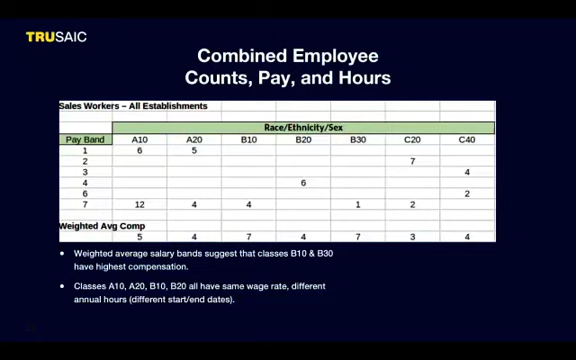 TRUSAIC
Combined Employee
Counts, Pay, and Hours
Sales Workers – All Establishments
Race/Ethnicity/Sex
Pay Band A10 A20 B10 B20 B30 C20 C40
1 6 5
2 7
3 4
4 6
6 2
7 12 4 4 1 2
Weighted Avg Comp
5 4 7 4 7 3 4
• Weighted average salary bands suggest that classes B10 & B30
have highest compensation.
• Classes A10, A20, B10, B20 all have same wage rate, different
annual hours (different start/end dates).